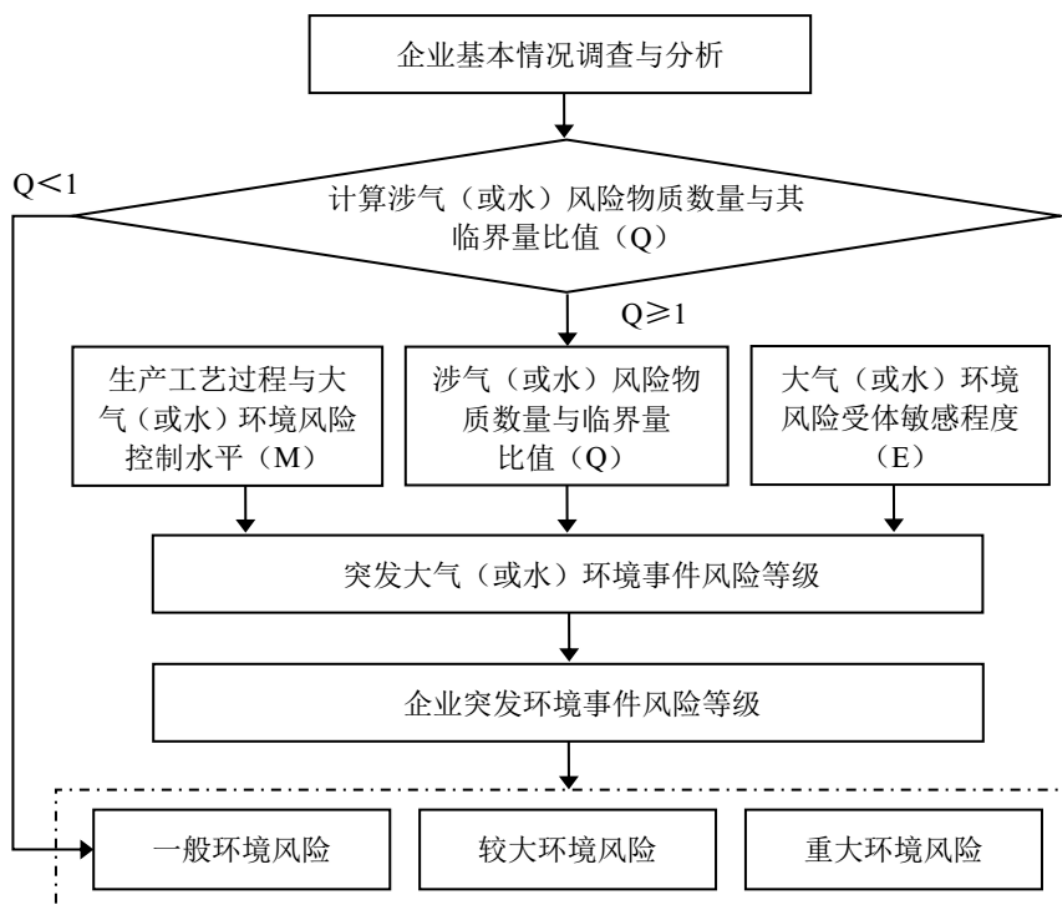 企业基本情况调查与分析
Q＜1
计算涉气（或水）风险物质数量与其
临界量比值（Q）
Q≥1
生产工艺过程与大
气（或水）环境风险
控制水平（M）
涉气（或水）风险物
质数量与临界量
比值（Q）
大气（或水）环境
风险受体敏感程度
（E）
突发大气（或水）环境事件风险等级
企业突发环境事件风险等级
一般环境风险
较大环境风险
重大环境风险